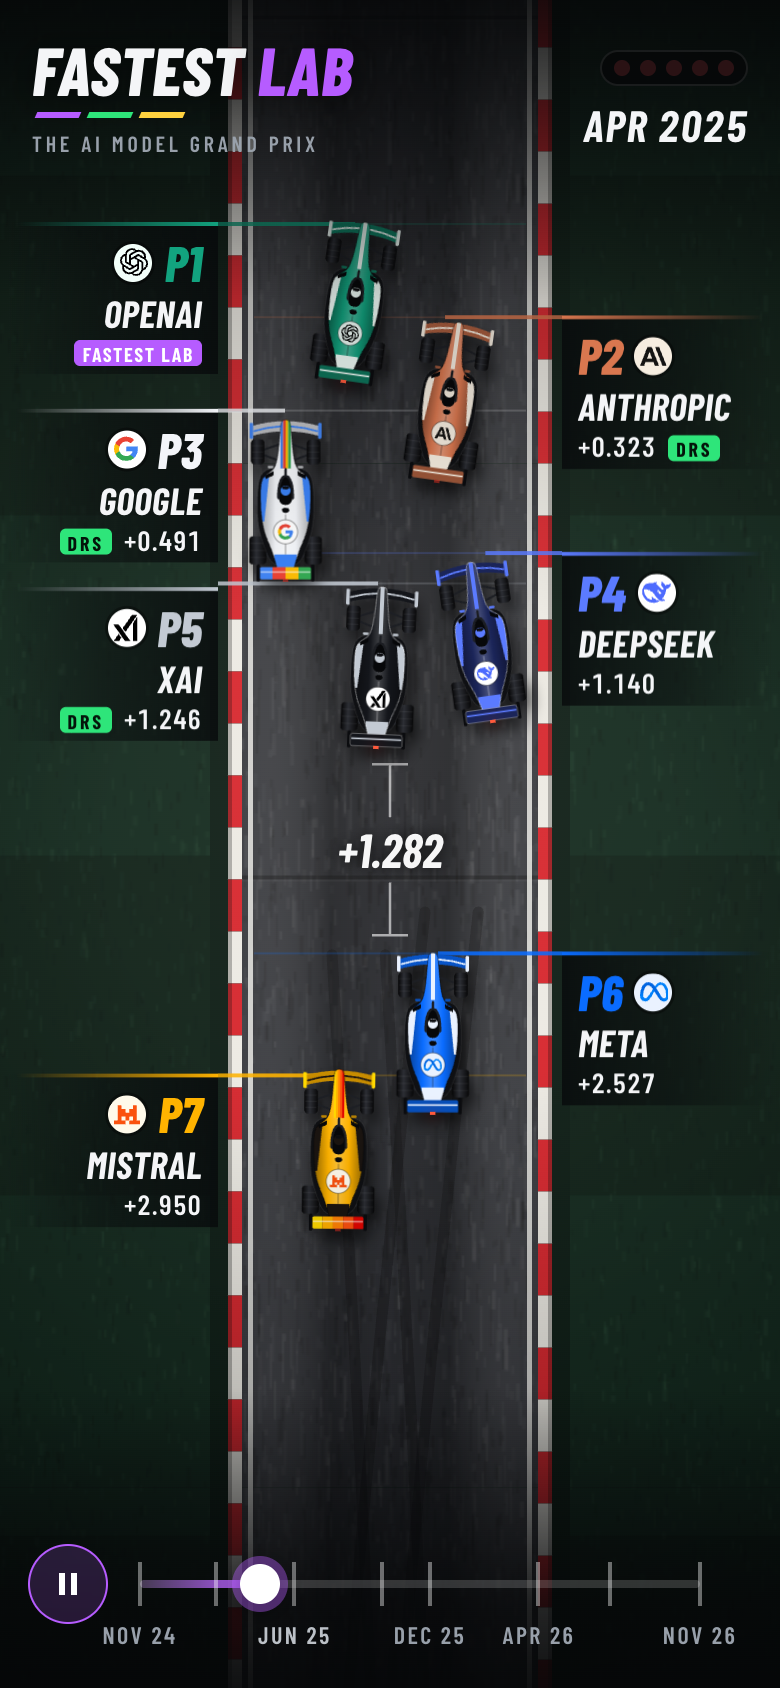 FASTEST LAB
THE AI MODEL GRAND PRIX
APR 2025
P1
OPENAI
FASTEST LAB
P2
ANTHROPIC
+0.323 DRS
P3
GOOGLE
DRS +0.491
P4
DEEPSEEK
+1.140
P5
XAI
DRS +1.246
+1.282
P6
META
+2.527
P7
MISTRAL
+2.950
NOV 24 JUN 25 DEC 25 APR 26 NOV 26